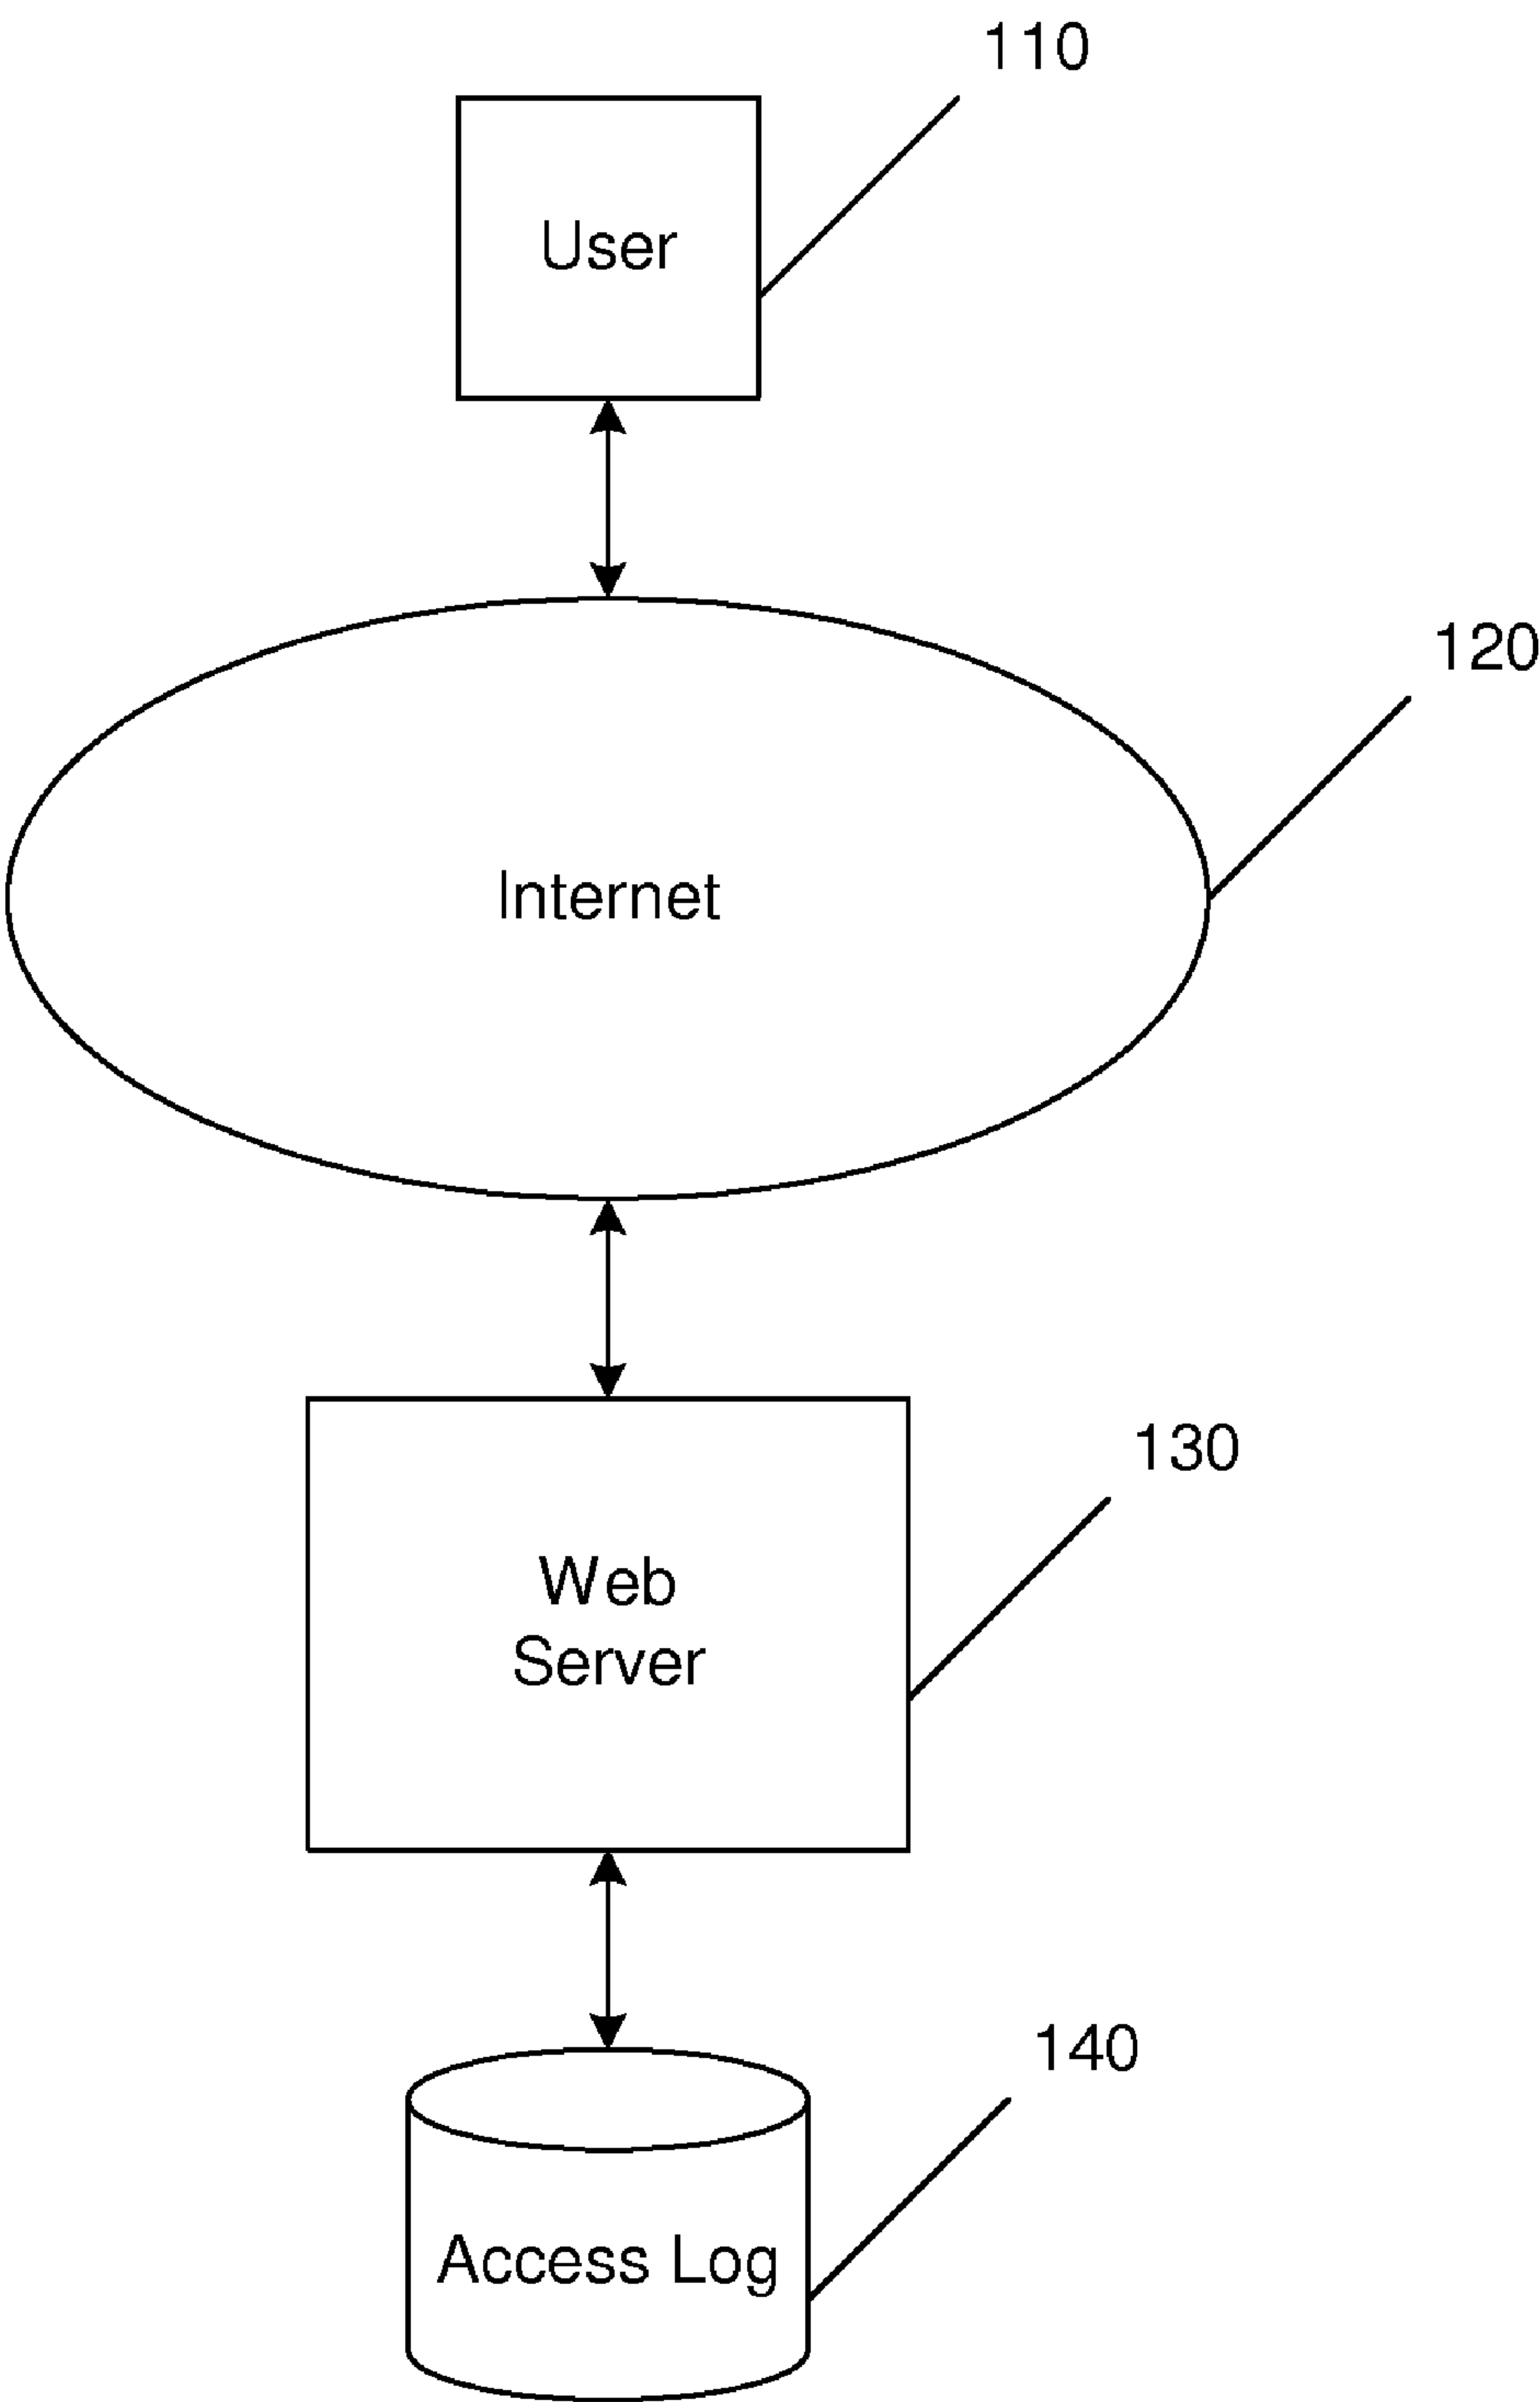 110
User
120
Internet
130
Web
Server
140
Access Log